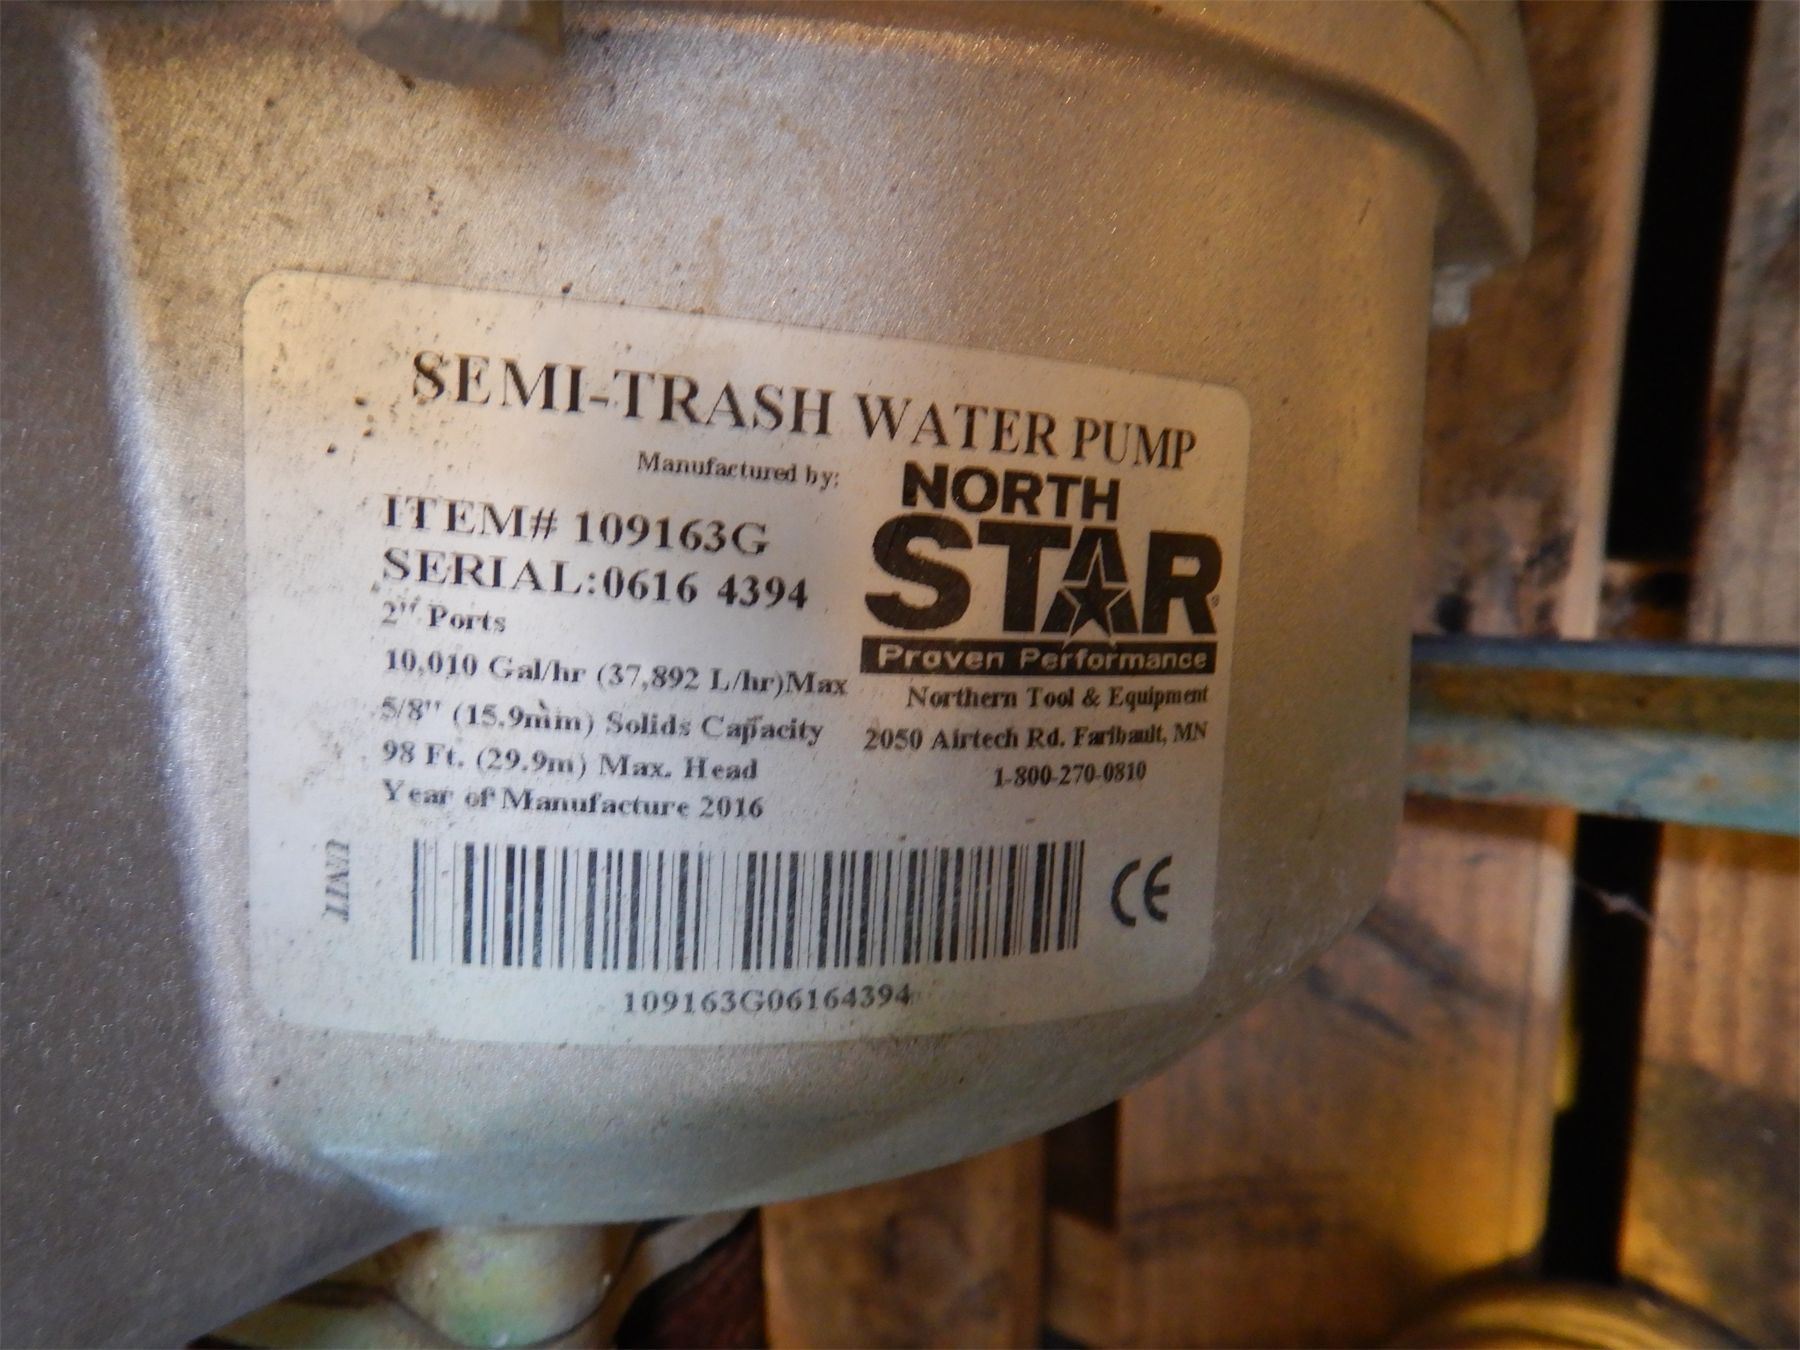 SEMI-TRASH WATER PUMP
Manufactured by:
NORTH
STAR®
Proven Performance
ITEM# 109163G
SERIAL:0616 4394
2" Ports
10,010 Gal/hr (37,892 L/hr)Max
5/8" (15.9mm) Solids Capacity
98 Ft. (29.9m) Max. Head
Year of Manufacture 2016
Northern Tool & Equipment
2050 Airtech Rd. Faribault, MN
1-800-270-0810
UNIT
CE
109163G06164394